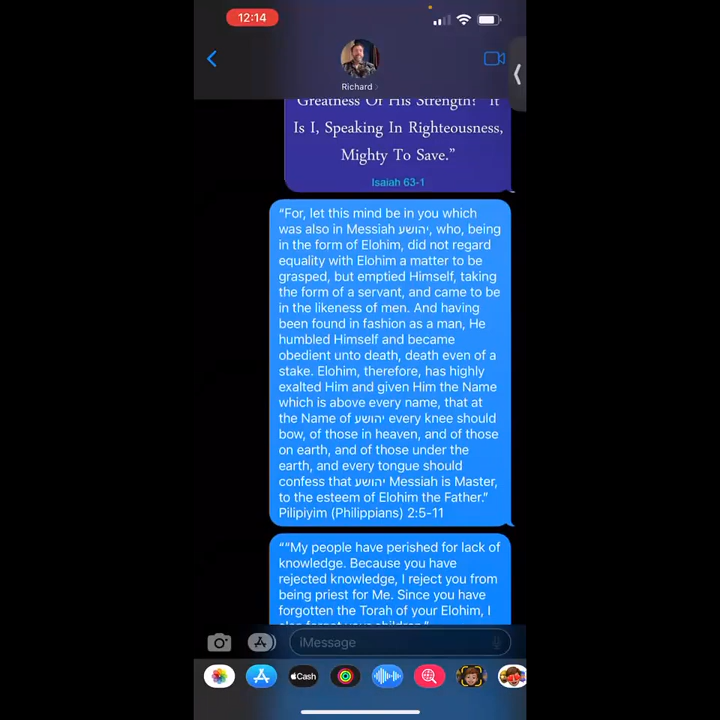 12:14
Richard
Greatness Of His Strength? "It
Is I, Speaking In Righteousness,
Mighty To Save."
Isaiah 63-1
“For, let this mind be in you which
was also in Messiah יהושע, who, being
in the form of Elohim, did not regard
equality with Elohim a matter to be
grasped, but emptied Himself, taking
the form of a servant, and came to be
in the likeness of men. And having
been found in fashion as a man, He
humbled Himself and became
obedient unto death, death even of a
stake. Elohim, therefore, has highly
exalted Him and given Him the Name
which is above every name, that at
the Name of יהושע every knee should
bow, of those in heaven, and of those
on earth, and of those under the
earth, and every tongue should
confess that יהושע Messiah is Master,
to the esteem of Elohim the Father.”
Pilipiyim (Philippians) 2:5-11
““My people have perished for lack of
knowledge. Because you have
rejected knowledge, I reject you from
being priest for Me. Since you have
forgotten the Torah of your Elohim, I
also forget your children.”
iMessage
Cash